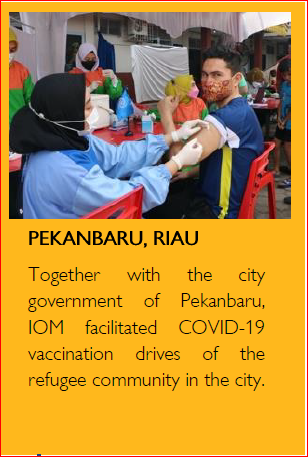 PEKANBARU, RIAU
Together with the city
government of Pekanbaru,
IOM facilitated COVID-19
vaccination drives of the
refugee community in the city.